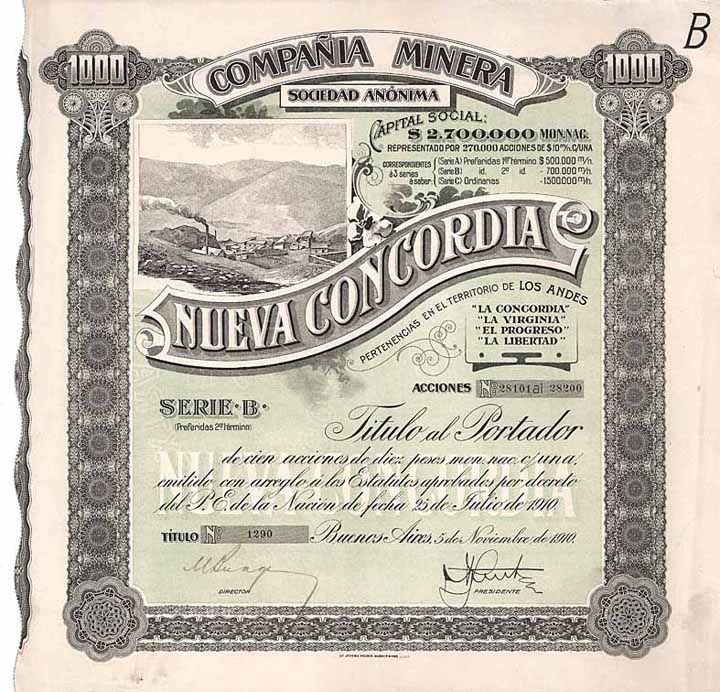 B
1000
1000
COMPAÑIA MINERA
SOCIEDAD ANÓNIMA
CAPITAL SOCIAL:
$ 2.700.000 MON.NAC.
REPRESENTADO POR 270.000 ACCIONES DE $ 10 m/n. C/UNA
CORRESPONDIENTES á 3 series á saber:
(Serie A) Preferidas 1er término $ 500.000 m/n.
(Serie B) id. 2º id. - 700.000 m/n.
(Serie C) Ordinarias - 1.500.000 m/n.
NUEVA CONCORDIA
PERTENENCIAS EN EL TERRITORIO DE LOS ANDES
"LA CONCORDIA"
"LA VIRGINIA"
"EL PROGRESO"
"LA LIBERTAD"
ACCIONES Nº 28101 al 28200
SERIE·B·
(Preferidas 2º término)
Titulo al Portador
de cien acciones de diez pesos mon. nac. c/una,
emitido con arreglo á los Estatutos aprobados por decreto
del P.E. de la Nación de fecha 25 de Julio de 1910.
NUEVA CONCORDIA
TÍTULO Nº 1290 Buenos Aires, 5 de Noviembre de 1910.
DIRECTOR
PRESIDENTE